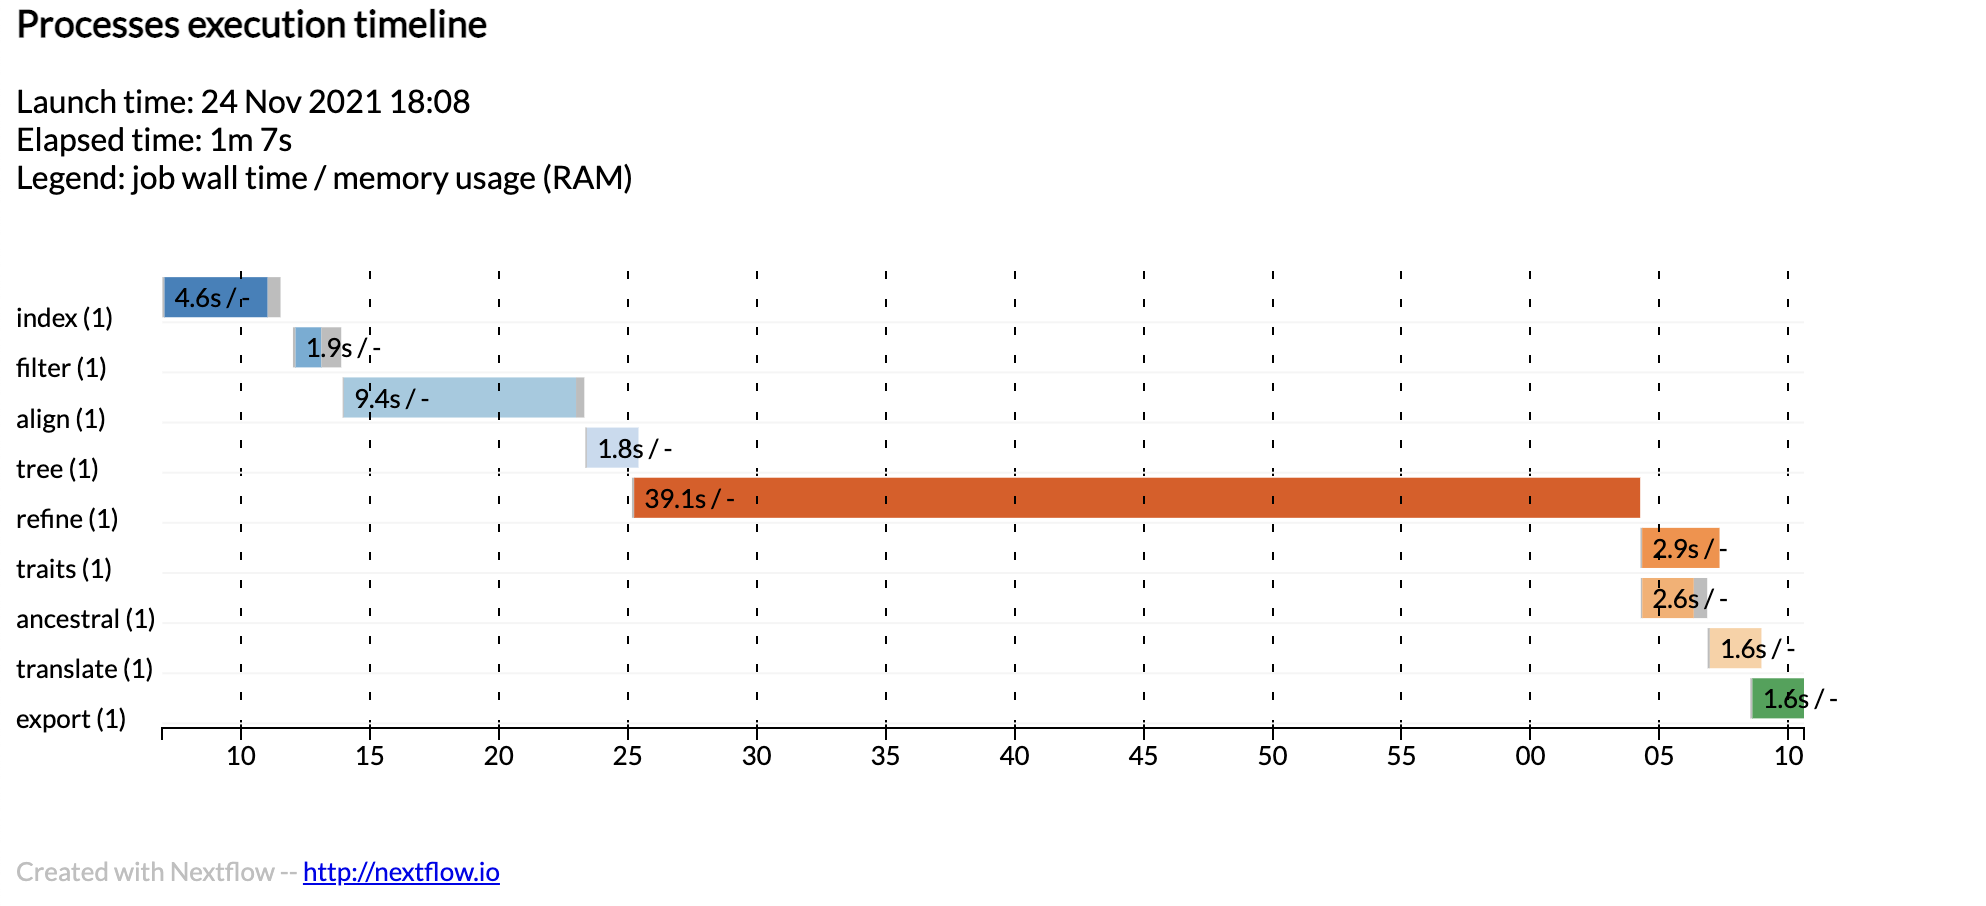 Processes execution timeline
Launch time: 24 Nov 2021 18:08
Elapsed time: 1m 7s
Legend: job wall time / memory usage (RAM)
4.6s / -
index (1)
1.9s / -
filter (1)
9.4s / -
align (1)
1.8s / -
tree (1)
39.1s / -
refine (1)
2.9s / -
traits (1)
2.6s / -
ancestral (1)
1.6s / -
translate (1)
1.6s / -
export (1)
10 15 20 25 30 35 40 45 50 55 00 05 10
Created with Nextflow -- http://nextflow.io